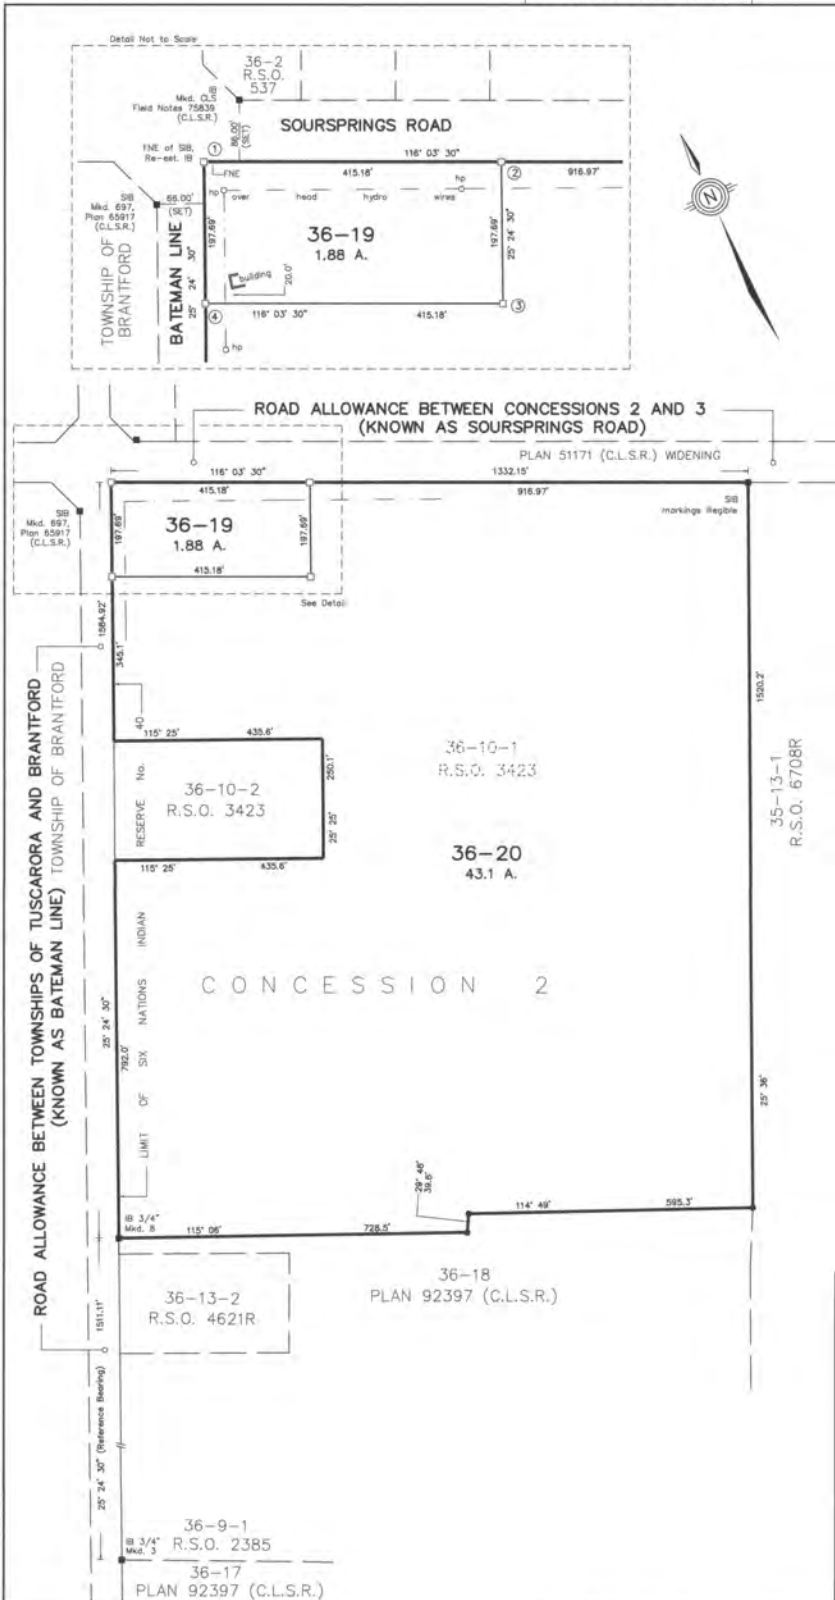 Detail Not to Scale
36-2
R.S.O.
537
IB
Mkd. CLS
Field Notes 75839
(C.L.S.R.)
SOURSPRINGS ROAD
66.00'
(SET)
FNE of SIB,
Re-est. IB
1
116° 03' 30"
FNE
415.18'
2
916.97'
SIB
Mkd. 697,
Plan 65917
(C.L.S.R.)
66.00'
(SET)
hp
over head hydro wires
hp
197.69'
36-19
1.88 A.
197.69'
25° 24' 30"
TOWNSHIP OF
BRANTFORD
BATEMAN LINE
25° 24' 30"
building
20.0'
4
116° 03' 30"
415.18'
3
hp
N
ROAD ALLOWANCE BETWEEN CONCESSIONS 2 AND 3
(KNOWN AS SOURSPRINGS ROAD)
PLAN 51171 (C.L.S.R.) WIDENING
116° 03' 30"
1332.15'
415.18'
916.97'
SIB
Mkd. 697,
Plan 65917
(C.L.S.R.)
SIB
markings illegible
197.69'
36-19
1.88 A.
197.69'
415.18'
See Detail
1584.92'
345.1'
1520.2'
ROAD ALLOWANCE BETWEEN TOWNSHIPS OF TUSCARORA AND BRANTFORD
(KNOWN AS BATEMAN LINE)
TOWNSHIP OF BRANTFORD
115° 25'
435.6'
36-10-1
R.S.O. 3423
36-10-2
R.S.O. 3423
250.1'
25° 25'
35-13-1
R.S.O. 6708R
36-20
43.1 A.
115° 25'
435.6'
LIMIT OF SIX NATIONS INDIAN RESERVE No. 40
CONCESSION 2
25° 24' 30"
792.0'
25° 36'
29° 48'
39.6'
114° 49'
595.3'
IB 3/4"
Mkd. 8
115° 06'
728.5'
36-18
PLAN 92397 (C.L.S.R.)
36-13-2
R.S.O. 4621R
1511.11'
25° 24' 30" (Reference Bearing)
IB 3/4"
Mkd. 3
36-9-1
R.S.O. 2385
36-17
PLAN 92397 (C.L.S.R.)